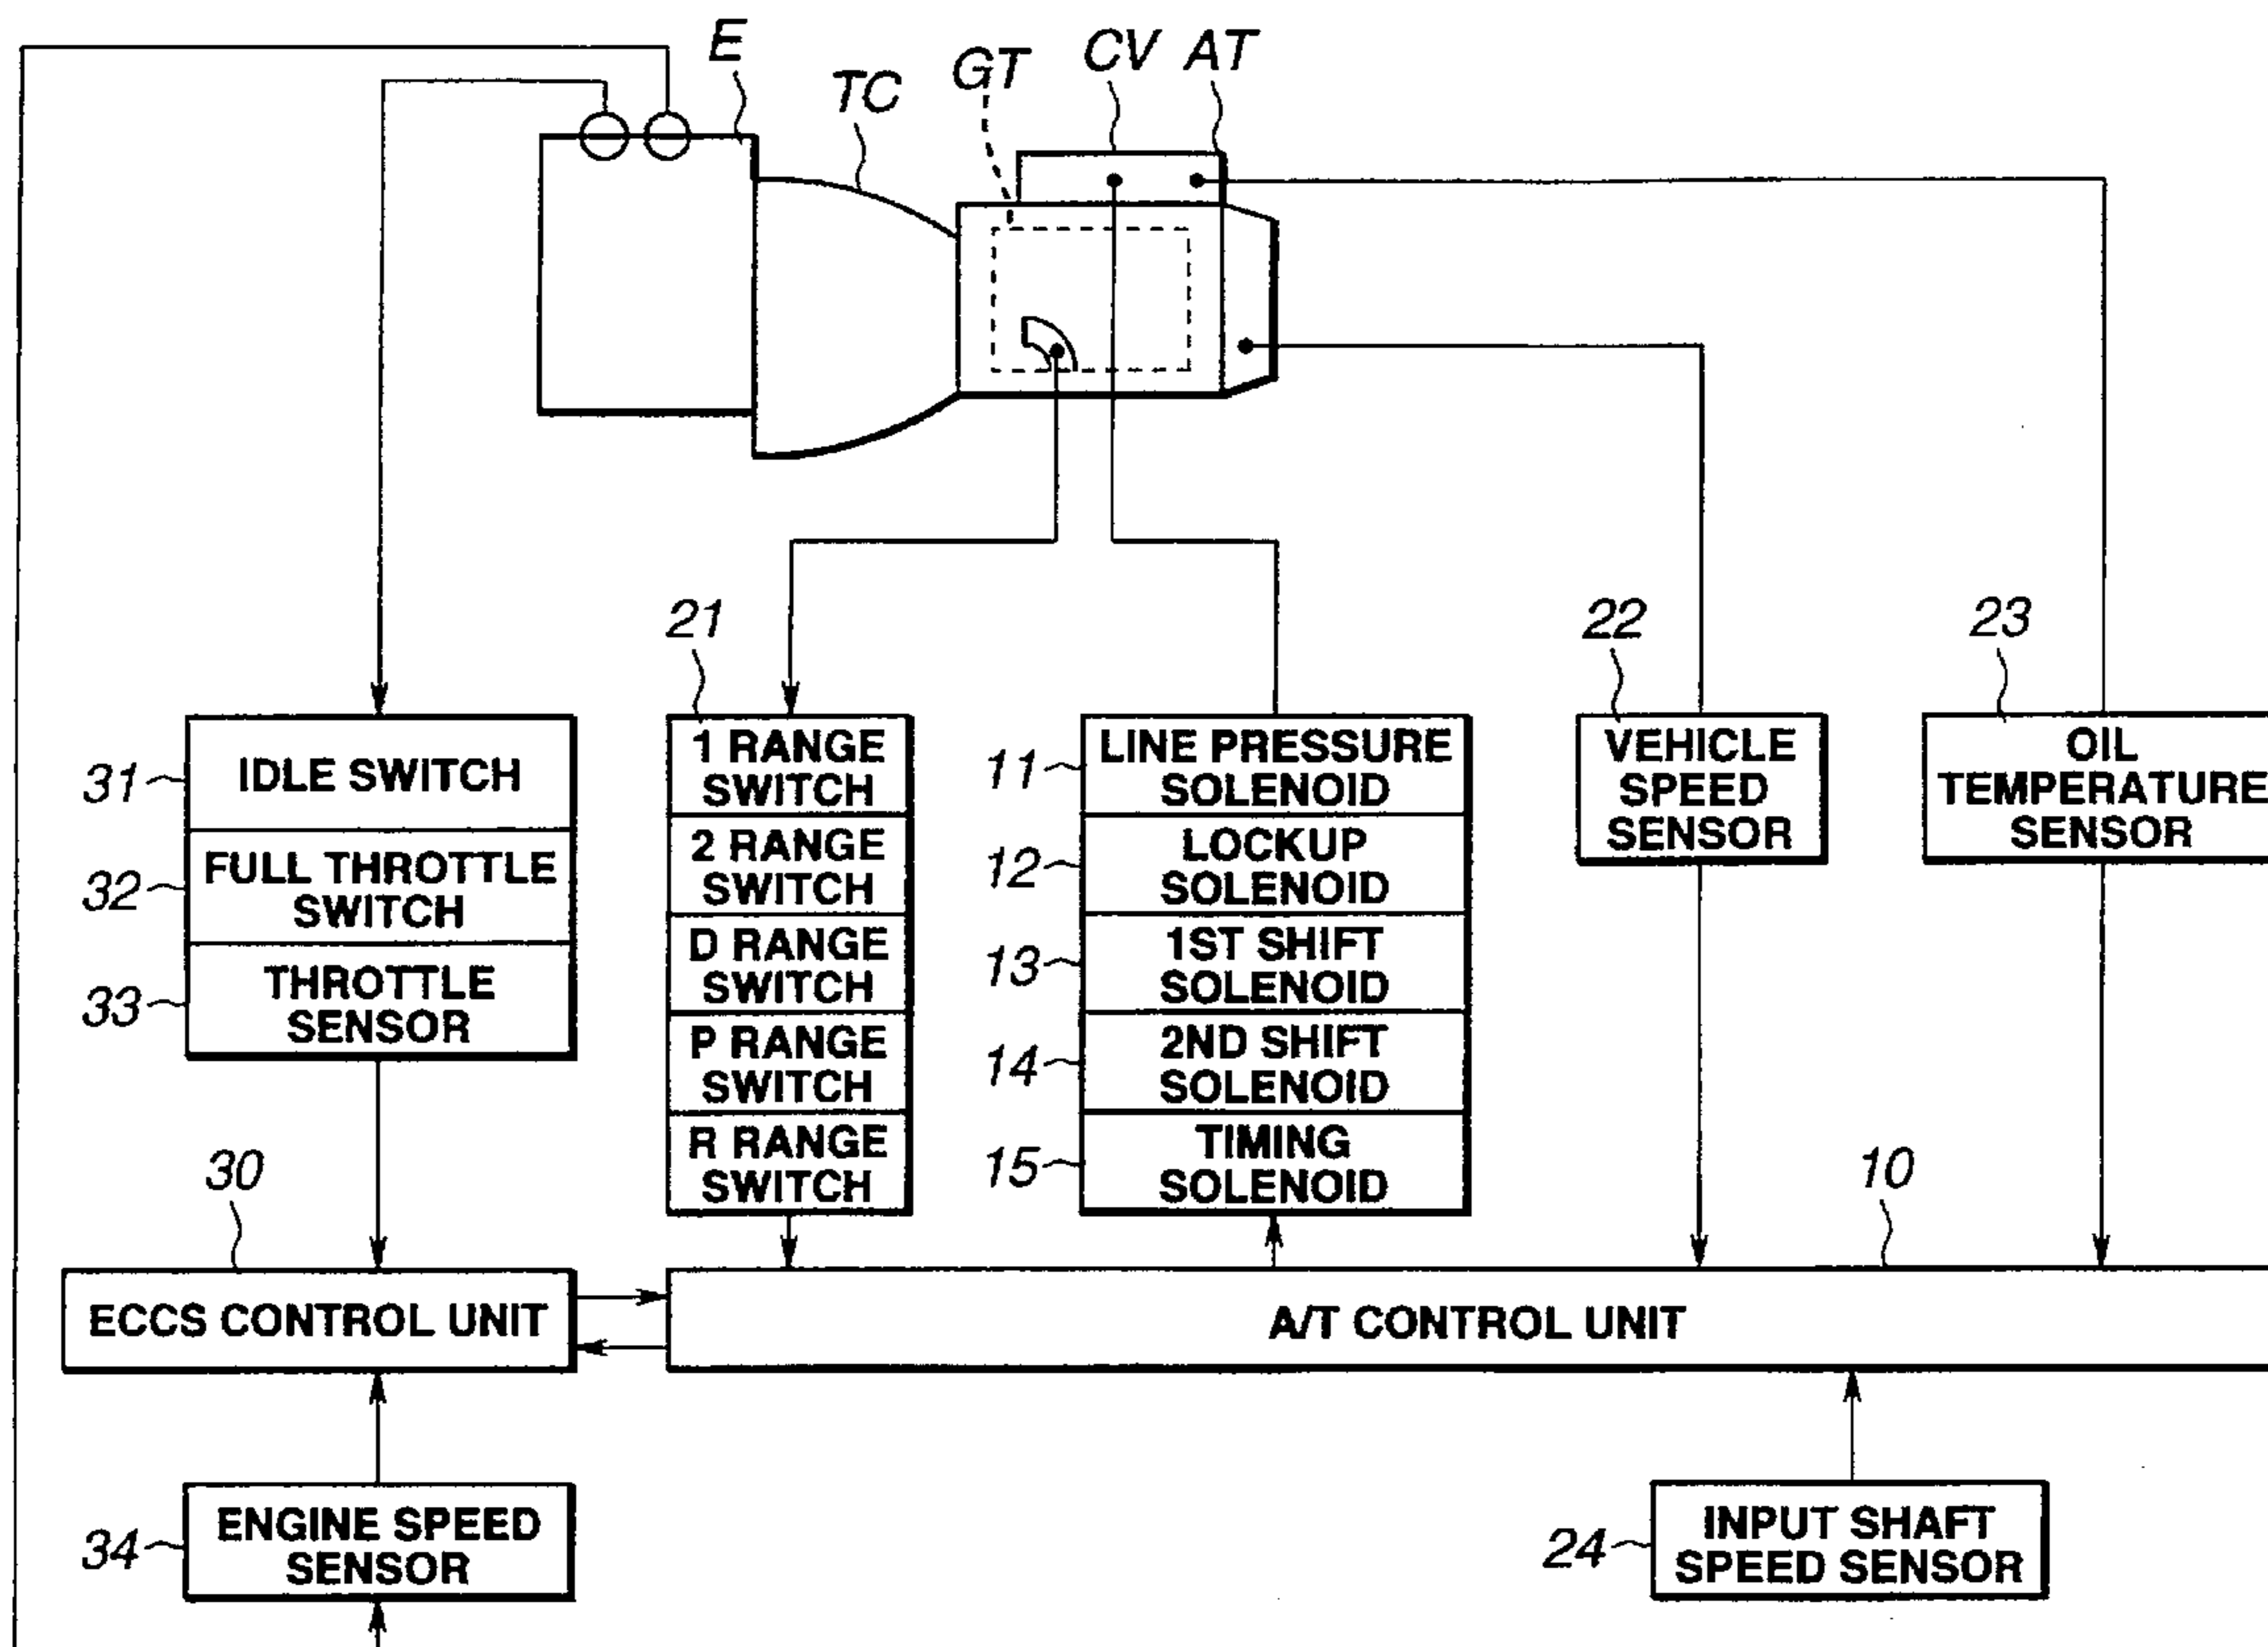 E
TC
GT
CV
AT
21
22
23
31
IDLE SWITCH
32
FULL THROTTLE
SWITCH
33
THROTTLE
SENSOR
1 RANGE
SWITCH
2 RANGE
SWITCH
D RANGE
SWITCH
P RANGE
SWITCH
R RANGE
SWITCH
11
LINE PRESSURE
SOLENOID
12
LOCKUP
SOLENOID
13
1ST SHIFT
SOLENOID
14
2ND SHIFT
SOLENOID
15
TIMING
SOLENOID
VEHICLE
SPEED
SENSOR
OIL
TEMPERATURE
SENSOR
30
10
ECCS CONTROL UNIT
A/T CONTROL UNIT
34
ENGINE SPEED
SENSOR
24
INPUT SHAFT
SPEED SENSOR